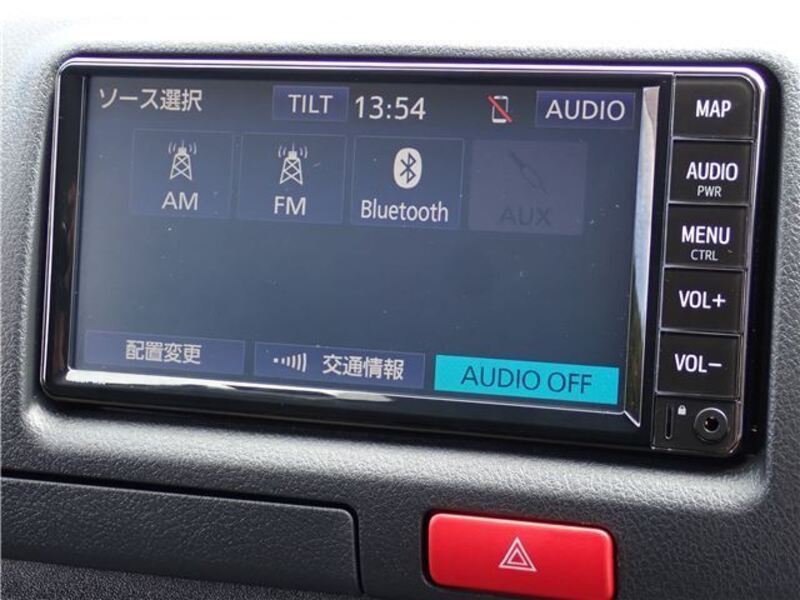 ソース選択 TILT 13:54 AUDIO
AM FM Bluetooth AUX
配置変更 交通情報 AUDIO OFF
MAP
AUDIO
PWR
MENU
CTRL
VOL+
VOL-